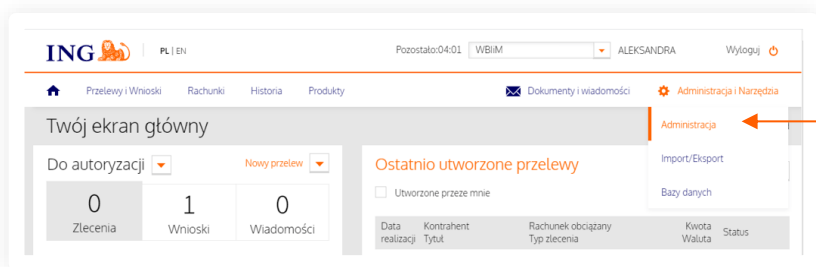 ING PL | EN Pozostało:04:01 WBliM ALEKSANDRA Wyloguj
Przelewy i Wnioski Rachunki Historia Produkty Dokumenty i wiadomości Administracja i Narzędzia
Twój ekran główny
Administracja
Import/Eksport
Bazy danych
Do autoryzacji Nowy przelew
0 1 0
Zlecenia Wnioski Wiadomości
Ostatnio utworzone przelewy
Utworzone przeze mnie
Data Kontrahent Rachunek obciążany Kwota Status
realizacji Tytuł Typ zlecenia Waluta